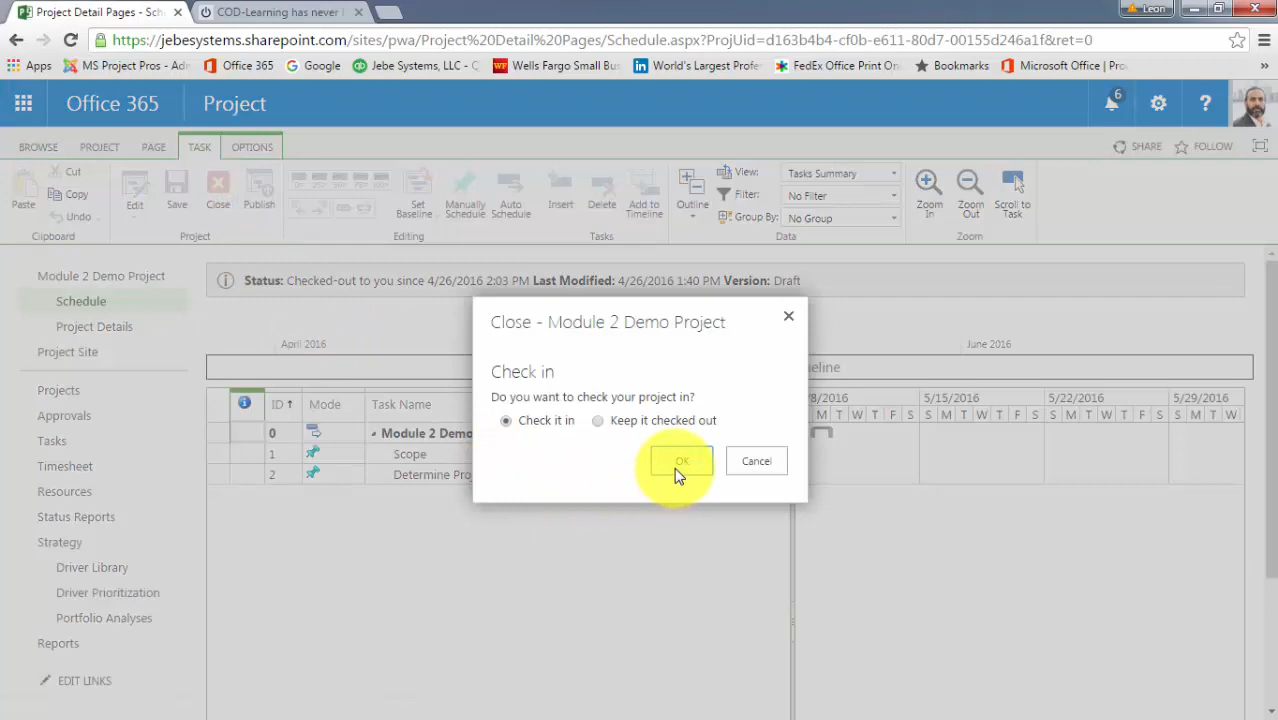 Project Detail Pages - Sch
COD-Learning has never
Leon
https://jebesystems.sharepoint.com/sites/pwa/Project%20Detail%20Pages/Schedule.aspx?ProjUid=d163b4b4-cf0b-e611-80d7-00155d246a1f&ret=0
Apps MS Project Pros - Adm Office 365 Google Jebe Systems, LLC - Q Wells Fargo Small Bus World's Largest Profe FedEx Office Print On Bookmarks Microsoft Office | Pro »
Office 365 Project 6 ?
BROWSE PROJECT PAGE TASK OPTIONS SHARE FOLLOW
Cut
Copy
Undo
Paste
Clipboard
Edit
Save
Close
Publish
Project
Set Baseline
Editing
Manually Schedule
Auto Schedule
Insert
Delete
Add to Timeline
Tasks
Outline
View: Tasks Summary
Filter: No Filter
Group By: No Group
Data
Zoom In
Zoom Out
Scroll to Task
Zoom
Module 2 Demo Project
Schedule
Project Details
Project Site
Projects
Approvals
Tasks
Timesheet
Resources
Status Reports
Strategy
Driver Library
Driver Prioritization
Portfolio Analyses
Reports
EDIT LINKS
Status: Checked-out to you since 4/26/2016 2:03 PM Last Modified: 4/26/2016 1:40 PM Version: Draft
April 2016 June 2016
eline
ID↑ Mode Task Name
8/2016 5/15/2016 5/22/2016 5/29/2016
M T W T F S S M T W T F S S M T W T F S S M T W
0 Module 2 Demo
1 Scope
2 Determine Proj
Close - Module 2 Demo Project
Check in
Do you want to check your project in?
Check it in Keep it checked out
OK Cancel